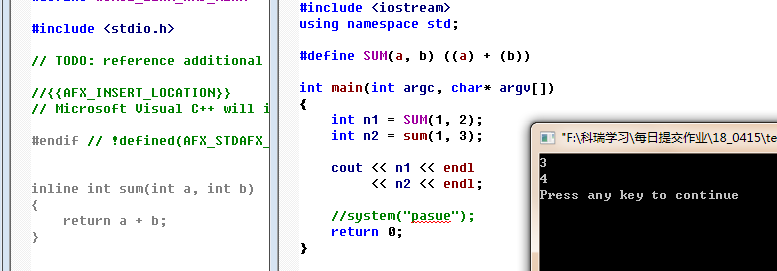 #include <stdio.h>
// TODO: reference additional
//{{AFX_INSERT_LOCATION}}
// Microsoft Visual C++ will i
#endif // !defined(AFX_STDAFX_
inline int sum(int a, int b)
{
return a + b;
}
#include <iostream>
using namespace std;
#define SUM(a, b) ((a) + (b))
int main(int argc, char* argv[])
{
int n1 = SUM(1, 2);
int n2 = sum(1, 3);
cout << n1 << endl
<< n2 << endl;
//system("pasue");
return 0;
}
"F:\科瑞学习\每日提交作业\18_0415\te
3
4
Press any key to continue